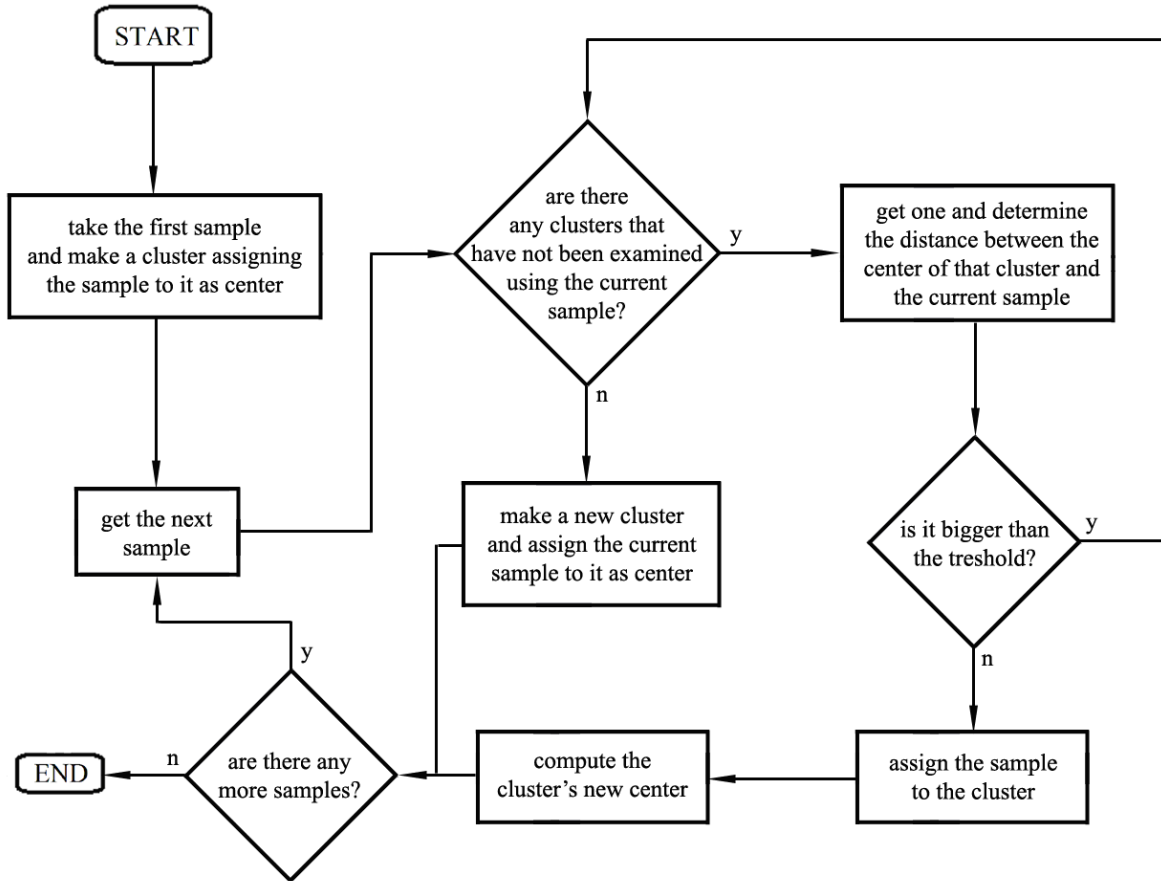 START
take the first sample
and make a cluster assigning
the sample to it as center
get the next
sample
are there
any clusters that
have not been examined
using the current
sample?
y
n
get one and determine
the distance between the
center of that cluster and
the current sample
is it bigger than
the treshold?
y
n
make a new cluster
and assign the current
sample to it as center
assign the sample
to the cluster
compute the
cluster’s new center
are there any
more samples?
y
n
END